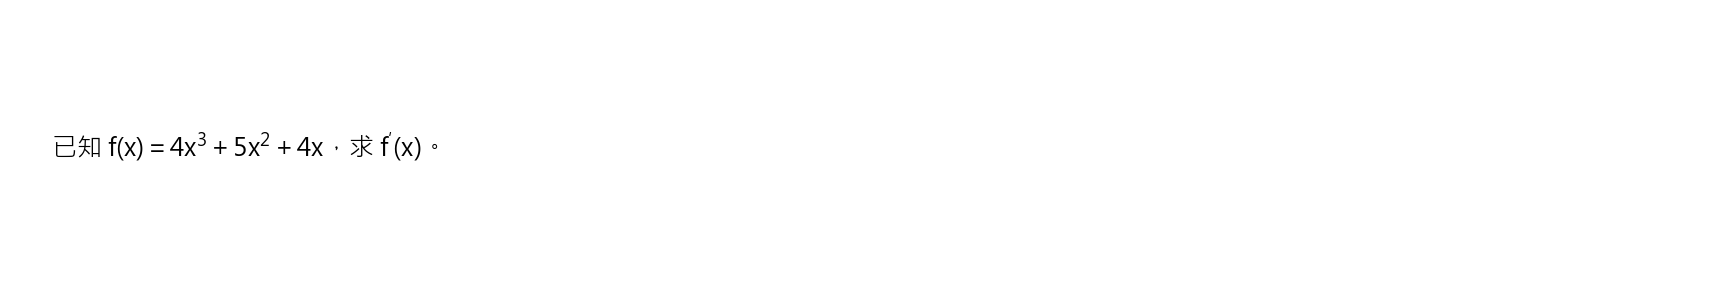 已知 f(x) = 4x³ + 5x² + 4x，求 f′(x)。